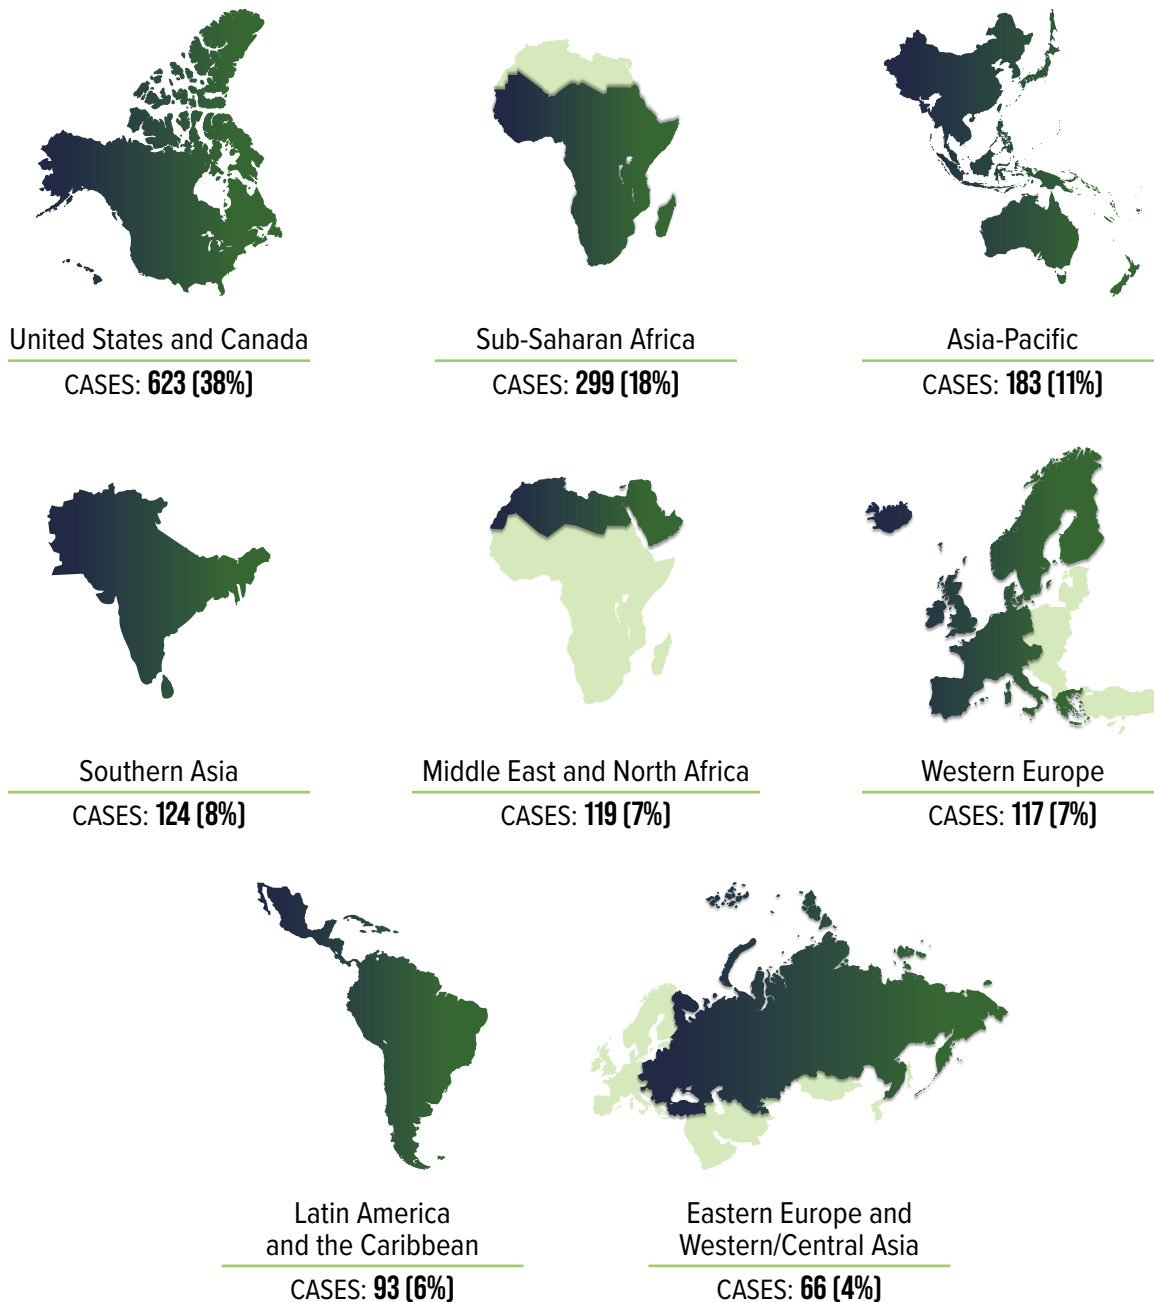 United States and Canada
CASES: 623 (38%)
Sub-Saharan Africa
CASES: 299 (18%)
Asia-Pacific
CASES: 183 (11%)
Southern Asia
CASES: 124 (8%)
Middle East and North Africa
CASES: 119 (7%)
Western Europe
CASES: 117 (7%)
Latin America
and the Caribbean
CASES: 93 (6%)
Eastern Europe and
Western/Central Asia
CASES: 66 (4%)